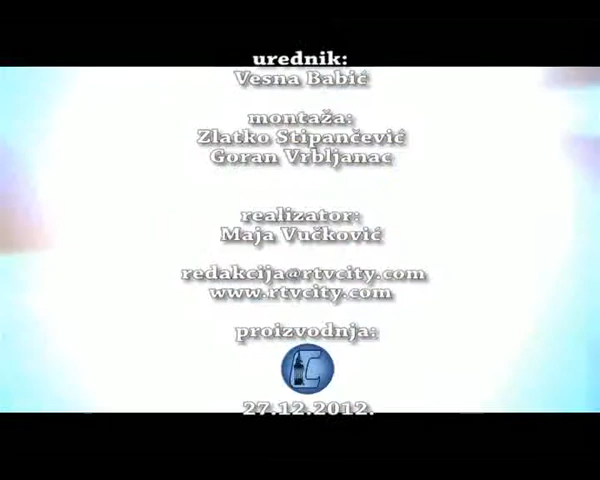 urednik:
Vesna Babić
montaža:
Zlatko Stipančević
Goran Vrbljanac
realizator:
Maja Vučković
redakcija@rtvcity.com
www.rtvcity.com
proizvodnja:
C
27.12.2012.